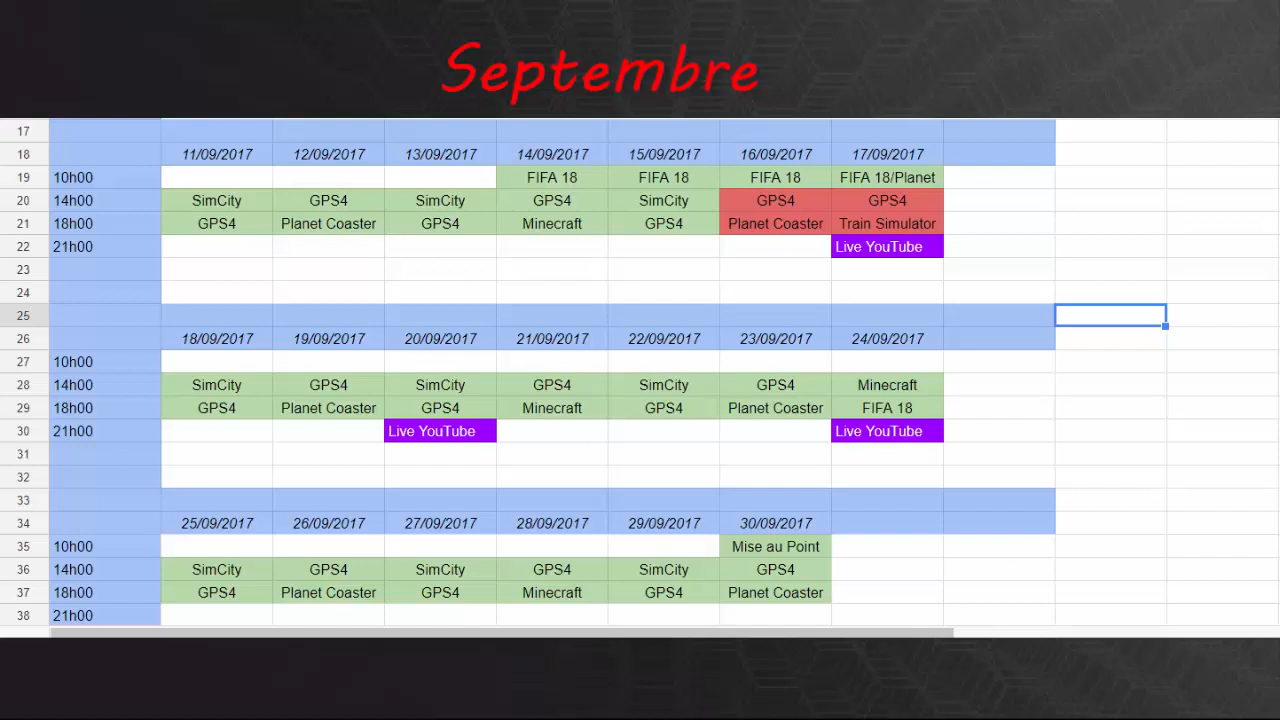 Septembre
17
18 11/09/2017 12/09/2017 13/09/2017 14/09/2017 15/09/2017 16/09/2017 17/09/2017
19 10h00 FIFA 18 FIFA 18 FIFA 18 FIFA 18/Planet
20 14h00 SimCity GPS4 SimCity GPS4 SimCity GPS4 GPS4
21 18h00 GPS4 Planet Coaster GPS4 Minecraft GPS4 Planet Coaster Train Simulator
22 21h00 Live YouTube
23
24
25
26 18/09/2017 19/09/2017 20/09/2017 21/09/2017 22/09/2017 23/09/2017 24/09/2017
27 10h00
28 14h00 SimCity GPS4 SimCity GPS4 SimCity GPS4 Minecraft
29 18h00 GPS4 Planet Coaster GPS4 Minecraft GPS4 Planet Coaster FIFA 18
30 21h00 Live YouTube Live YouTube
31
32
33
34 25/09/2017 26/09/2017 27/09/2017 28/09/2017 29/09/2017 30/09/2017
35 10h00 Mise au Point
36 14h00 SimCity GPS4 SimCity GPS4 SimCity GPS4
37 18h00 GPS4 Planet Coaster GPS4 Minecraft GPS4 Planet Coaster
38 21h00